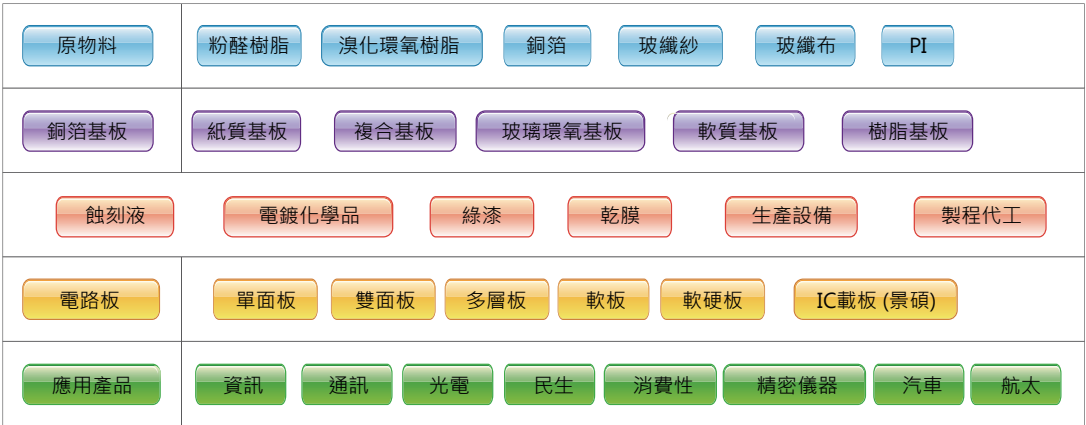 原物料 粉醛樹脂 溴化環氧樹脂 銅箔 玻纖紗 玻纖布 PI
銅箔基板 紙質基板 複合基板 玻璃環氧基板 軟質基板 樹脂基板
蝕刻液 電鍍化學品 綠漆 乾膜 生產設備 製程代工
電路板 單面板 雙面板 多層板 軟板 軟硬板 IC載板 (景碩)
應用產品 資訊 通訊 光電 民生 消費性 精密儀器 汽車 航太